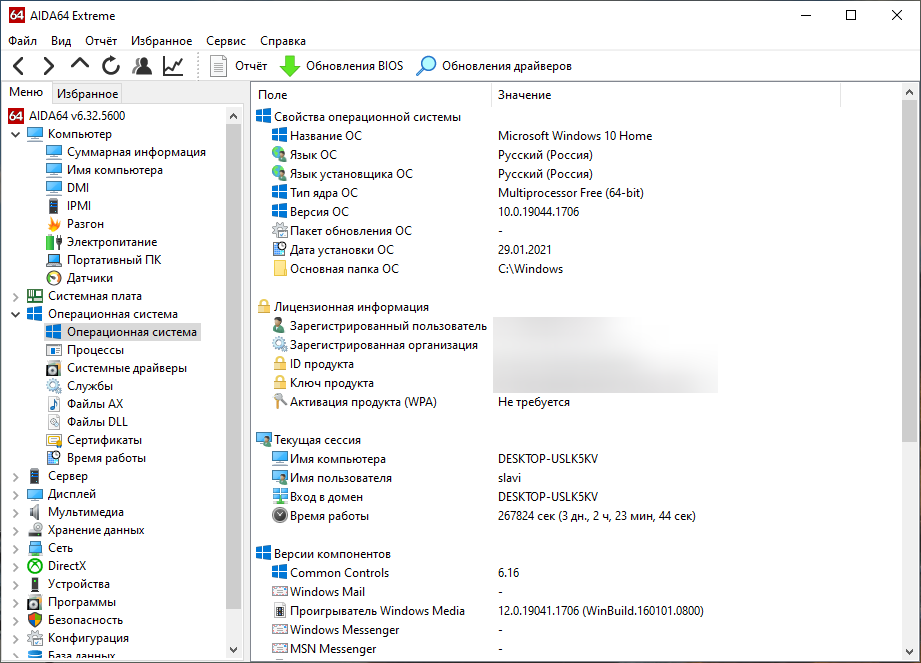 64 AIDA64 Extreme
Файл Вид Отчёт Избранное Сервис Справка
Отчёт Обновления BIOS Обновления драйверов
Меню Избранное
64 AIDA64 v6.32.5600
Компьютер
Суммарная информация
Имя компьютера
DMI
IPMI
Разгон
Электропитание
Портативный ПК
Датчики
Системная плата
Операционная система
Операционная система
Процессы
Системные драйверы
Службы
Файлы AX
Файлы DLL
Сертификаты
Время работы
Сервер
Дисплей
Мультимедиа
Хранение данных
Сеть
DirectX
Устройства
Программы
Безопасность
Конфигурация
База данных
Поле Значение
Свойства операционной системы
Название ОС Microsoft Windows 10 Home
Язык ОС Русский (Россия)
Язык установщика ОС Русский (Россия)
Тип ядра ОС Multiprocessor Free (64-bit)
Версия ОС 10.0.19044.1706
Пакет обновления ОС -
Дата установки ОС 29.01.2021
Основная папка ОС C:\Windows
Лицензионная информация
Зарегистрированный пользователь
Зарегистрированная организация
ID продукта
Ключ продукта
Активация продукта (WPA) Не требуется
Текущая сессия
Имя компьютера DESKTOP-USLK5KV
Имя пользователя slavi
Вход в домен DESKTOP-USLK5KV
Время работы 267824 сек (3 дн., 2 ч, 23 мин, 44 сек)
Версии компонентов
Common Controls 6.16
Windows Mail -
Проигрыватель Windows Media 12.0.19041.1706 (WinBuild.160101.0800)
Windows Messenger -
MSN Messenger -